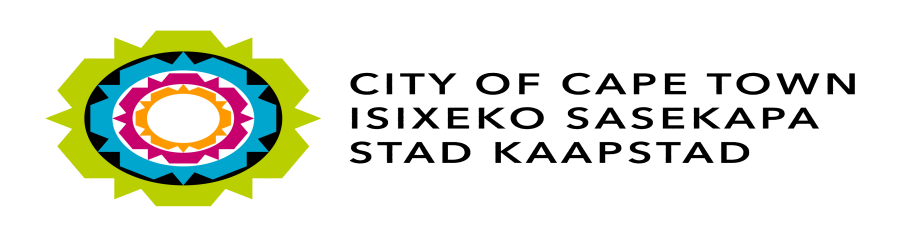 CITY OF CAPE TOWN
ISIXEKO SASEKAPA
STAD KAAPSTAD